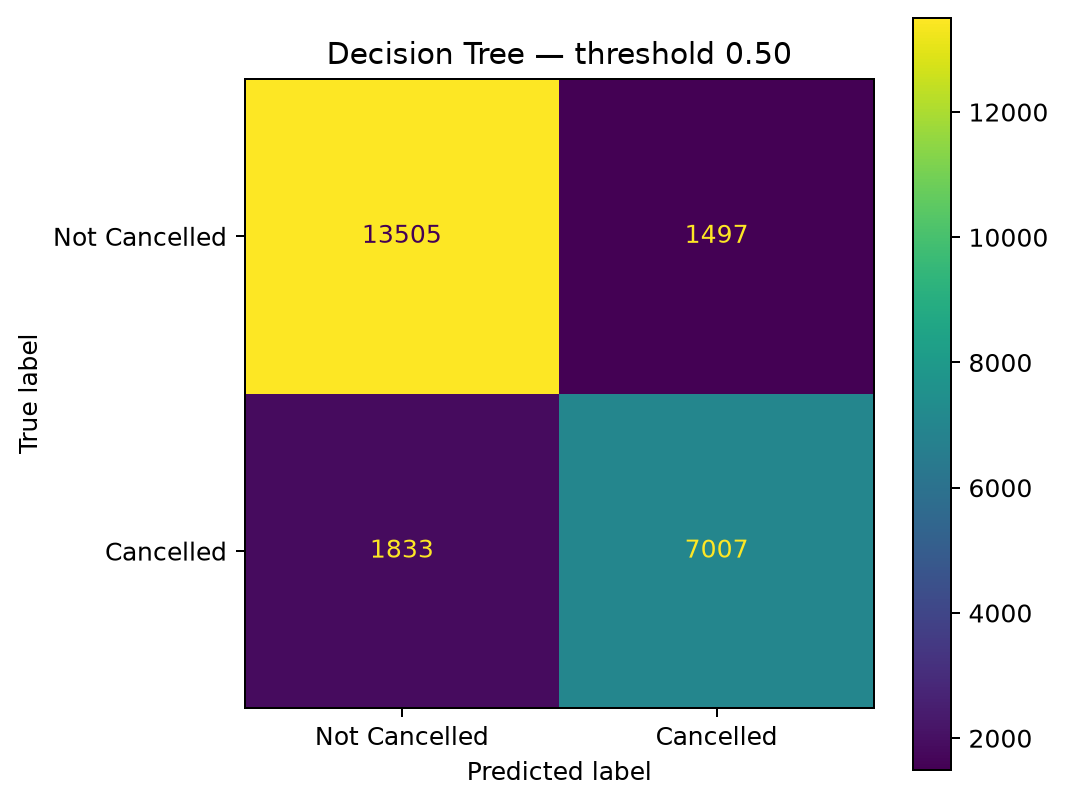 Decision Tree — threshold 0.50
True label
Not Cancelled
Cancelled
13505
1497
1833
7007
Not Cancelled
Cancelled
Predicted label
12000
10000
8000
6000
4000
2000